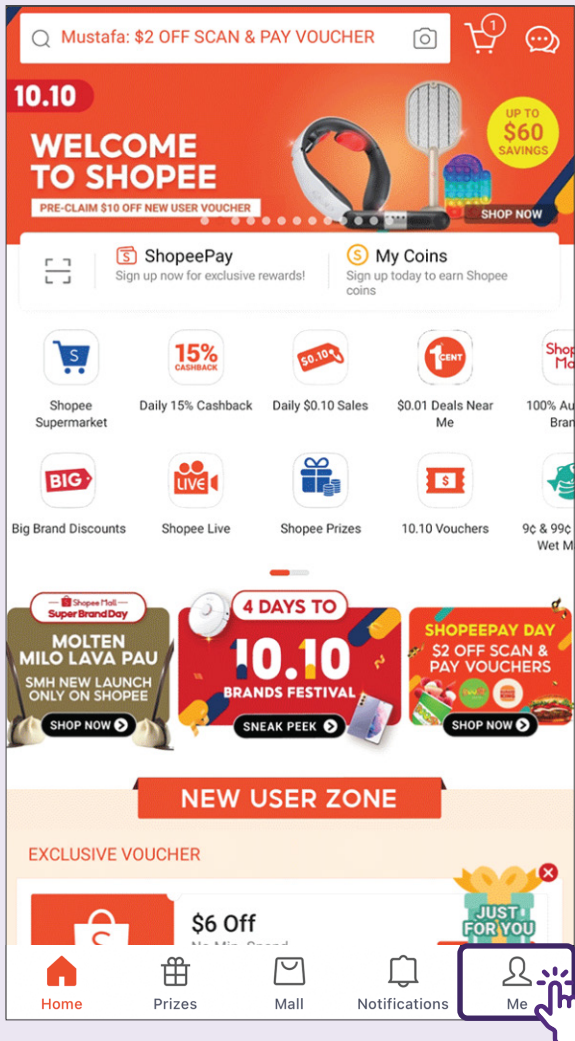 Mustafa: $2 OFF SCAN & PAY VOUCHER
1
10.10
WELCOME
TO SHOPEE
PRE-CLAIM $10 OFF NEW USER VOUCHER
UP TO
$60
SAVINGS
SHOP NOW
ShopeePay
Sign up now for exclusive rewards!
My Coins
Sign up today to earn Shopee
coins
15%
CASHBACK
$0.10
1 CENT
Shop
Ma
Shopee
Supermarket
Daily 15% Cashback
Daily $0.10 Sales
$0.01 Deals Near
Me
100% Au
Bran
BIG
LIVE
$
Big Brand Discounts
Shopee Live
Shopee Prizes
10.10 Vouchers
9¢ & 99¢
Wet M
Shopee Mall
Super Brand Day
MOLTEN
MILO LAVA PAU
SMH NEW LAUNCH
ONLY ON SHOPEE
SHOP NOW
4 DAYS TO
10.10
BRANDS FESTIVAL
SNEAK PEEK
SHOPEEPAY DAY
$2 OFF SCAN &
PAY VOUCHERS
SHOP NOW
NEW USER ZONE
EXCLUSIVE VOUCHER
$6 Off
No Min. Spend
JUST
FOR YOU
Home
Prizes
Mall
Notifications
Me